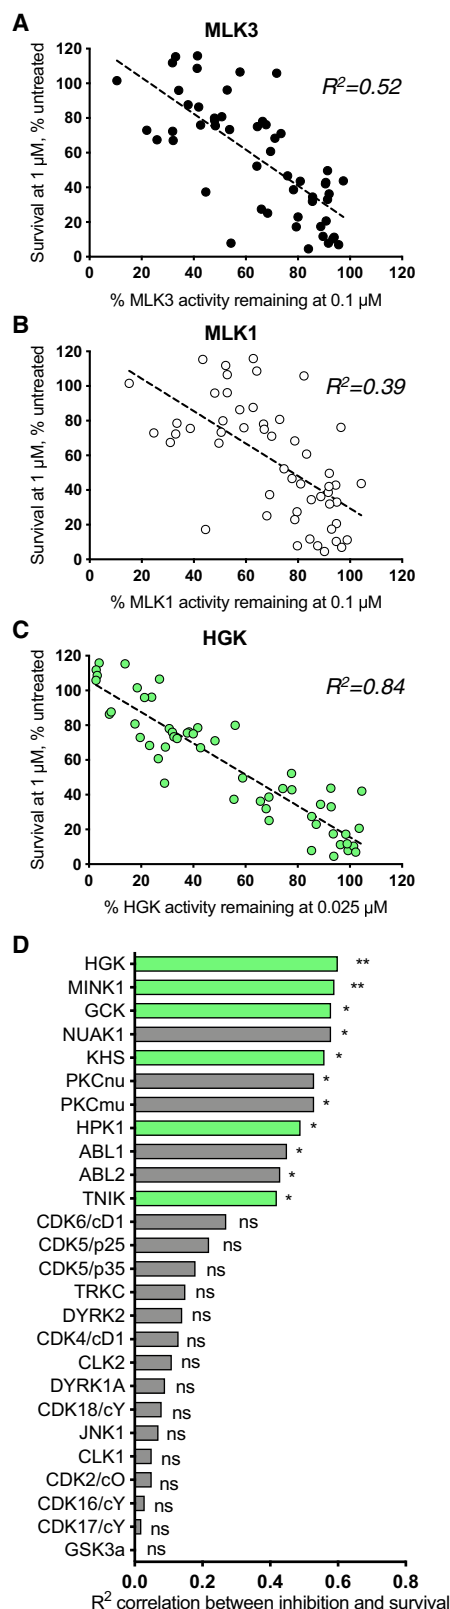 A
MLK3
R²=0.52
120
100
80
60
40
20
0
0 20 40 60 80 100 120
Survival at 1 µM, % untreated
% MLK3 activity remaining at 0.1 µM
B
MLK1
R²=0.39
120
100
80
60
40
20
0
0 20 40 60 80 100 120
Survival at 1 µM, % untreated
% MLK1 activity remaining at 0.1 µM
C
HGK
R²=0.84
120
100
80
60
40
20
0
0 20 40 60 80 100 120
Survival at 1 µM, % untreated
% HGK activity remaining at 0.025 µM
D
HGK **
MINK1 **
GCK *
NUAK1 *
KHS *
PKCnu *
PKCmu *
HPK1 *
ABL1 *
ABL2 *
TNIK *
CDK6/cD1 ns
CDK5/p25 ns
CDK5/p35 ns
TRKC ns
DYRK2 ns
CDK4/cD1 ns
CLK2 ns
DYRK1A ns
CDK18/cY ns
JNK1 ns
CLK1 ns
CDK2/cO ns
CDK16/cY ns
CDK17/cY ns
GSK3a ns
0.0 0.2 0.4 0.6 0.8
R² correlation between inhibition and survival